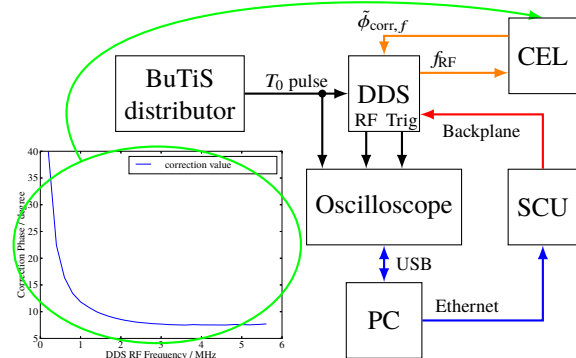 ϕ̃corr, f
CEL
fRF
BuTiS
distributor
T0 pulse
DDS
RF Trig
Backplane
40
35
30
25
20
15
10
5
correction value
Correction Phase / degree
0 1 2 3 4 5 6
DDS RF Frequency / MHz
Oscilloscope
SCU
USB
PC
Ethernet